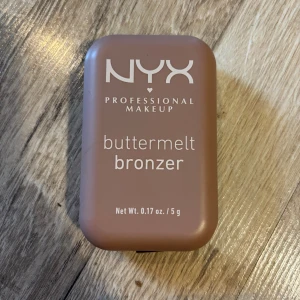 NYX
PROFESSIONAL
MAKEUP
buttermelt
bronzer
Net Wt. 0.17 oz. / 5 g